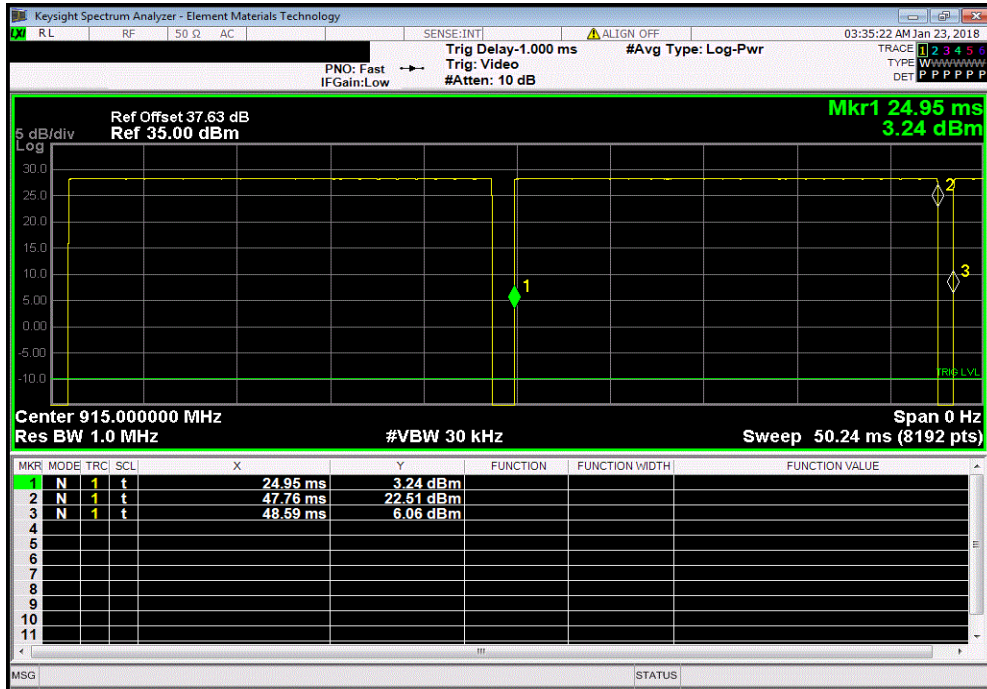 Keysight Spectrum Analyzer - Element Materials Technology
LXI RL RF 50 Ω AC SENSE:INT ALIGN OFF 03:35:22 AM Jan 23, 2018
Trig Delay-1.000 ms #Avg Type: Log-Pwr TRACE 1 2 3 4 5 6
PNO: Fast Trig: Video TYPE WWWWWW
IFGain:Low #Atten: 10 dB DET P P P P P P
Mkr1 24.95 ms
Ref Offset 37.63 dB
5 dB/div Ref 35.00 dBm 3.24 dBm
Log
30.0
25.0 2
20.0
15.0
10.0 3
5.00 1
0.00
-5.00
-10.0 TRIG LVL
Center 915.000000 MHz Span 0 Hz
Res BW 1.0 MHz #VBW 30 kHz Sweep 50.24 ms (8192 pts)
MKR MODE TRC SCL X Y FUNCTION FUNCTION WIDTH FUNCTION VALUE
1 N 1 t 24.95 ms 3.24 dBm
2 N 1 t 47.76 ms 22.51 dBm
3 N 1 t 48.59 ms 6.06 dBm
4
5
6
7
8
9
10
11
MSG STATUS